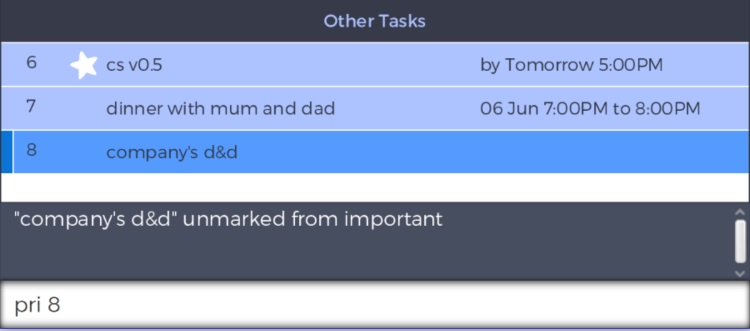 Other Tasks
6 cs v0.5 by Tomorrow 5:00PM
7 dinner with mum and dad 06 Jun 7:00PM to 8:00PM
8 company's d&d
"company's d&d" unmarked from important
pri 8